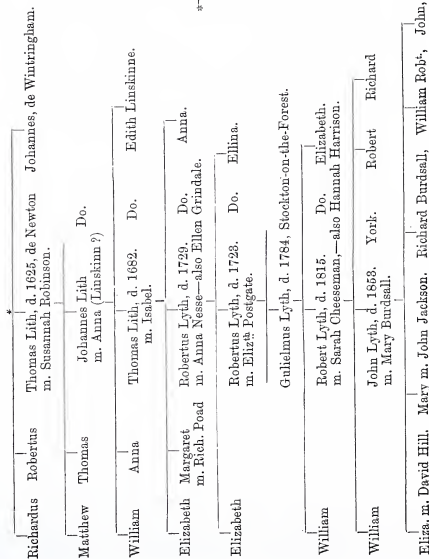 *
Richardus Robertus Thomas Lith, d. 1625, de Newton Johannes, de Wintringham.
m. Susannah Robinson.
Matthew Thomas Johannes Lith Do.
m. Anna (Linskinn ?)
William Anna Thomas Lith, d. 1682. Do. Edith Linskinne.
m. Isabel.
Elizabeth Margaret Robertus Lyth, d. 1729. Do. Anna.
m. Rich. Poad m. Anna Nesse—also Ellen Grindale.
Elizabeth Robertus Lyth, d. 1723. Do. Ellina.
m. Elizth Postgate.
Gulielmus Lyth, d. 1784, Stockton-on-the-Forest.
William Robert Lyth, d. 1815. Do. Elizabeth.
m. Sarah Cheeseman,—also Hannah Harrison.
William John Lyth, d. 1853. York. Robert Richard
m. Mary Burdsall.
Eliza. m. David Hill. Mary m. John Jackson. Richard Burdsall, William Robt., John,